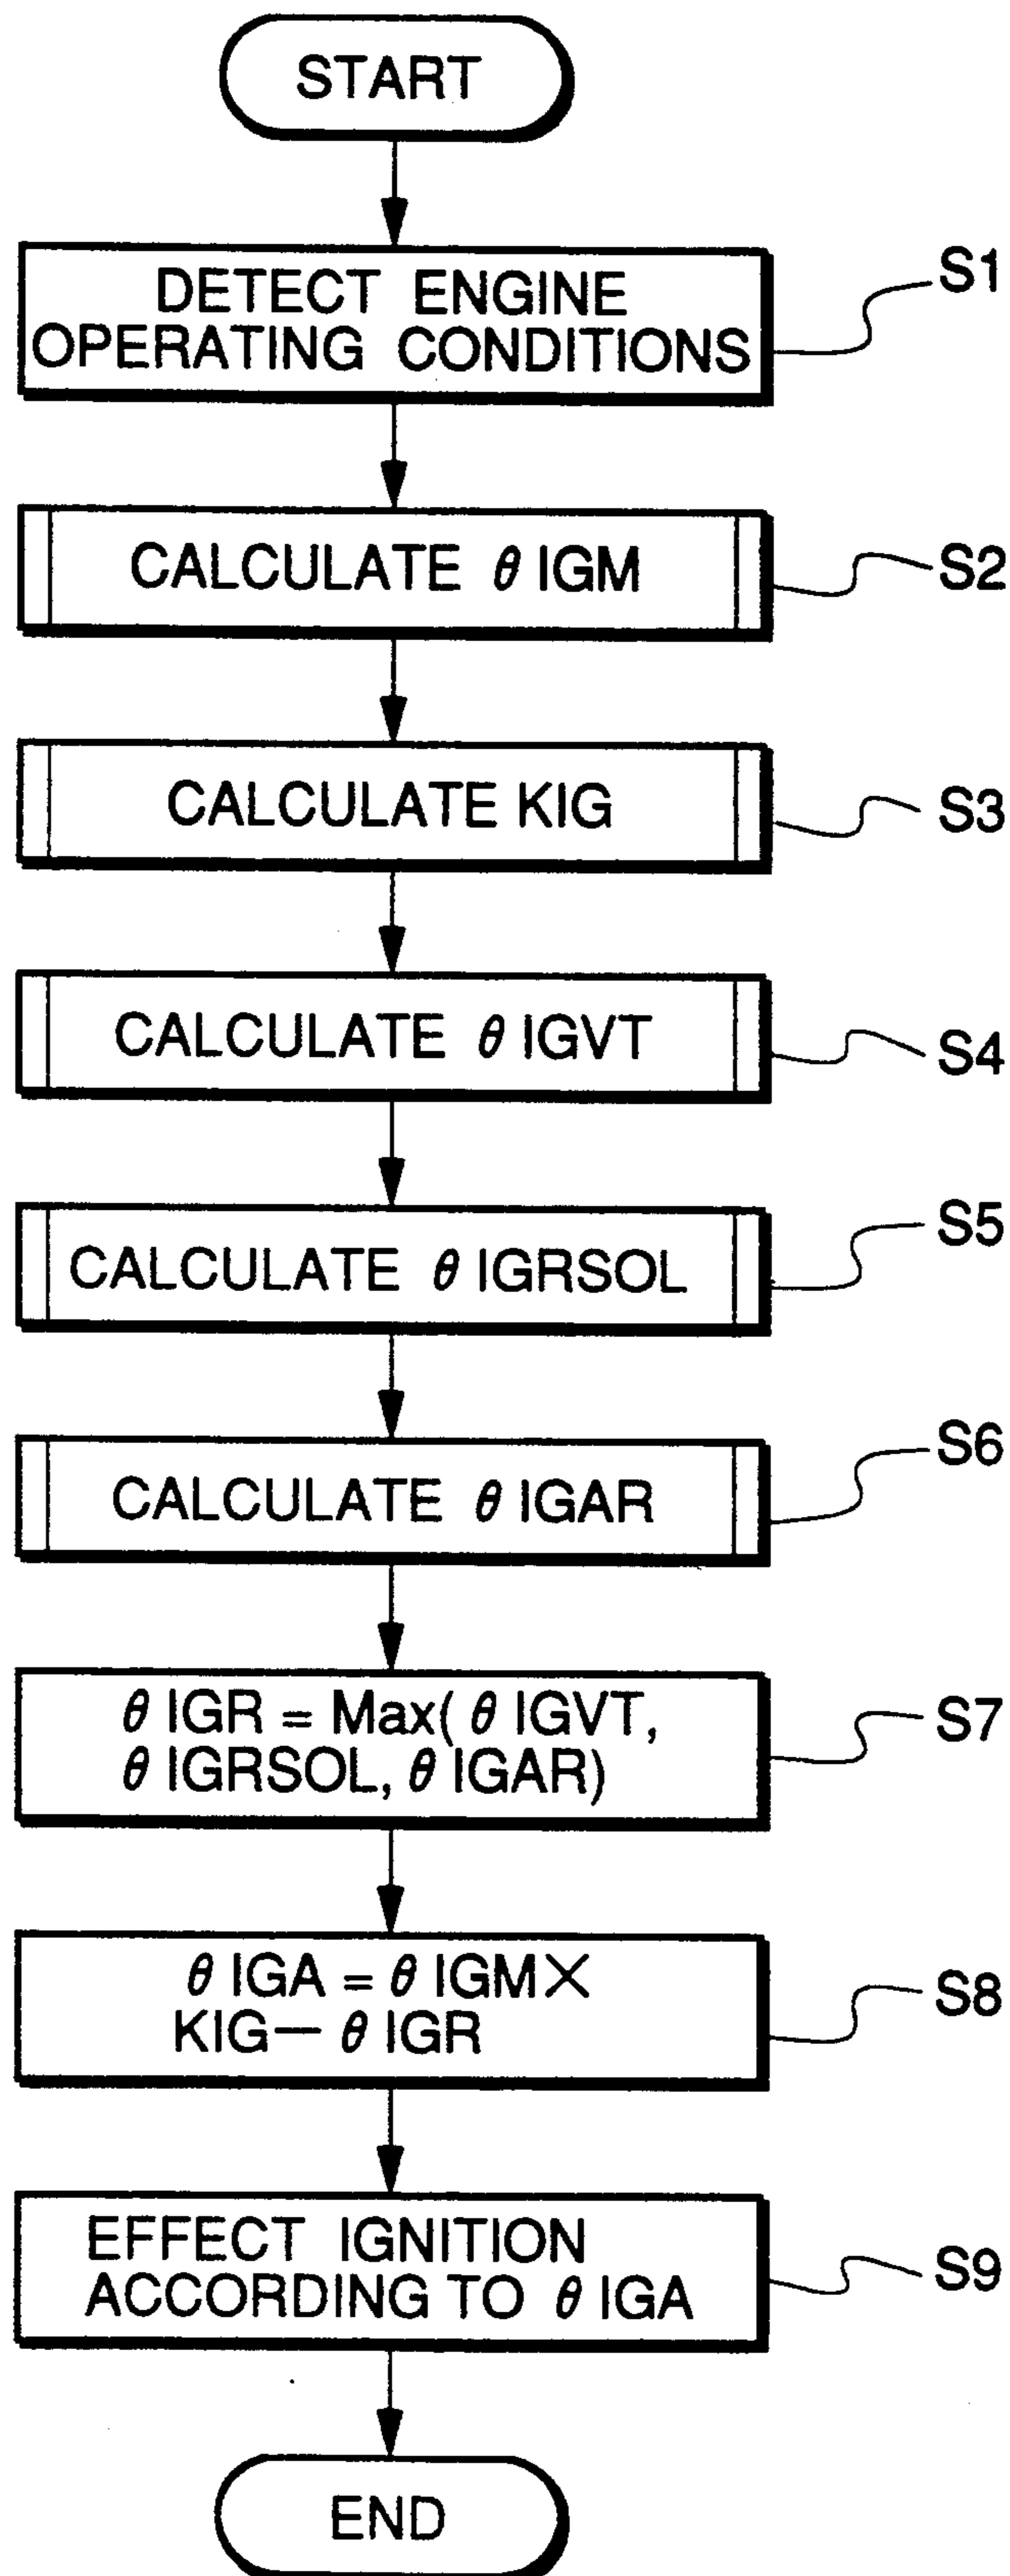 START
DETECT ENGINE
OPERATING CONDITIONS
S1
CALCULATE θ IGM
S2
CALCULATE KIG
S3
CALCULATE θ IGVT
S4
CALCULATE θ IGRSOL
S5
CALCULATE θ IGAR
S6
θ IGR = Max( θ IGVT,
θ IGRSOL, θ IGAR)
S7
θ IGA = θ IGM×
KIG— θ IGR
S8
EFFECT IGNITION
ACCORDING TO θ IGA
S9
END